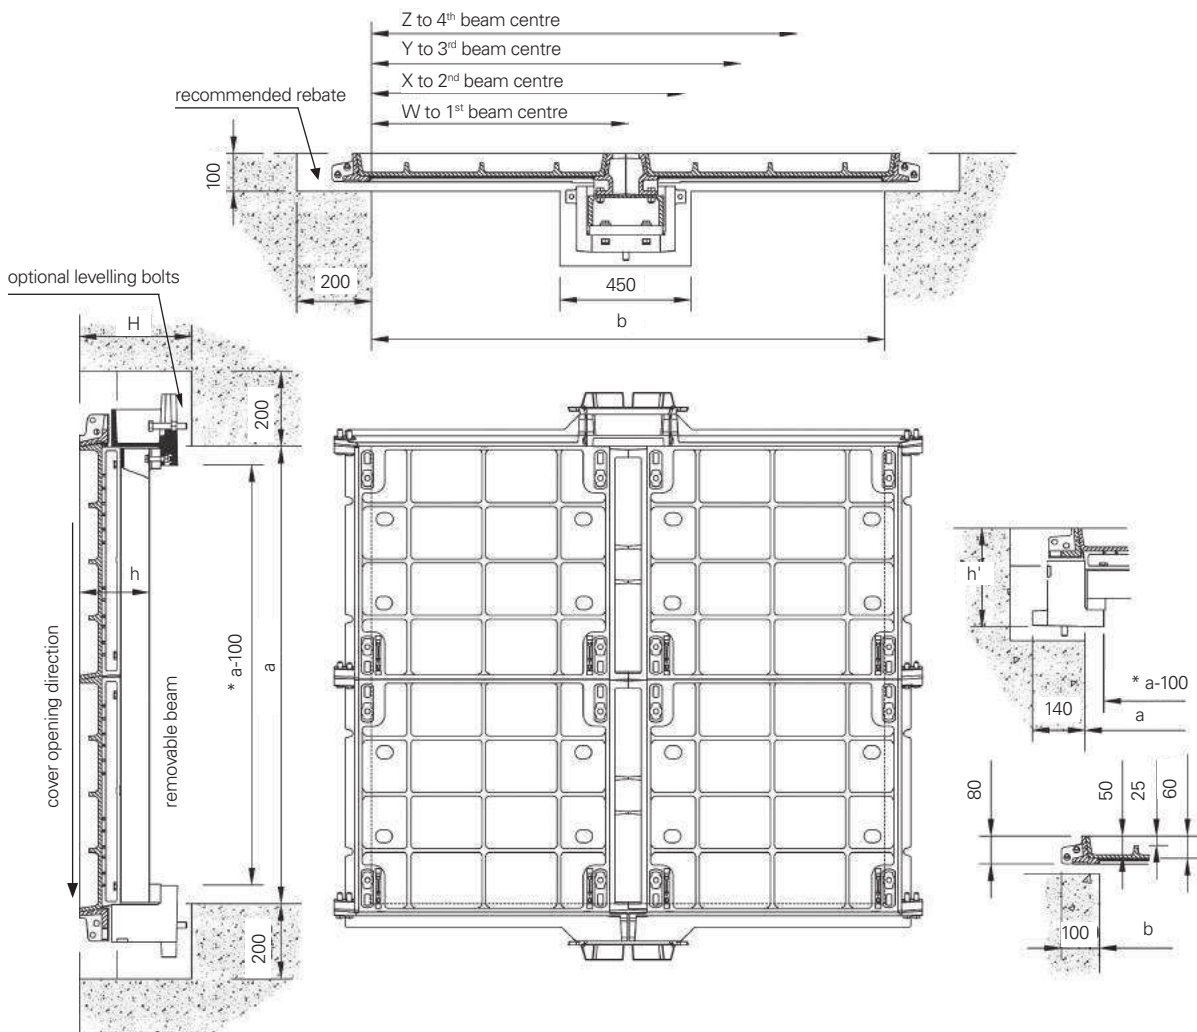 Z to 4th beam centre
Y to 3rd beam centre
X to 2nd beam centre
W to 1st beam centre
recommended rebate
100
200
450
b
optional levelling bolts
H
200
h
cover opening direction
removable beam
* a-100
a
200
h'
* a-100
140
a
80
50
25
60
100
b